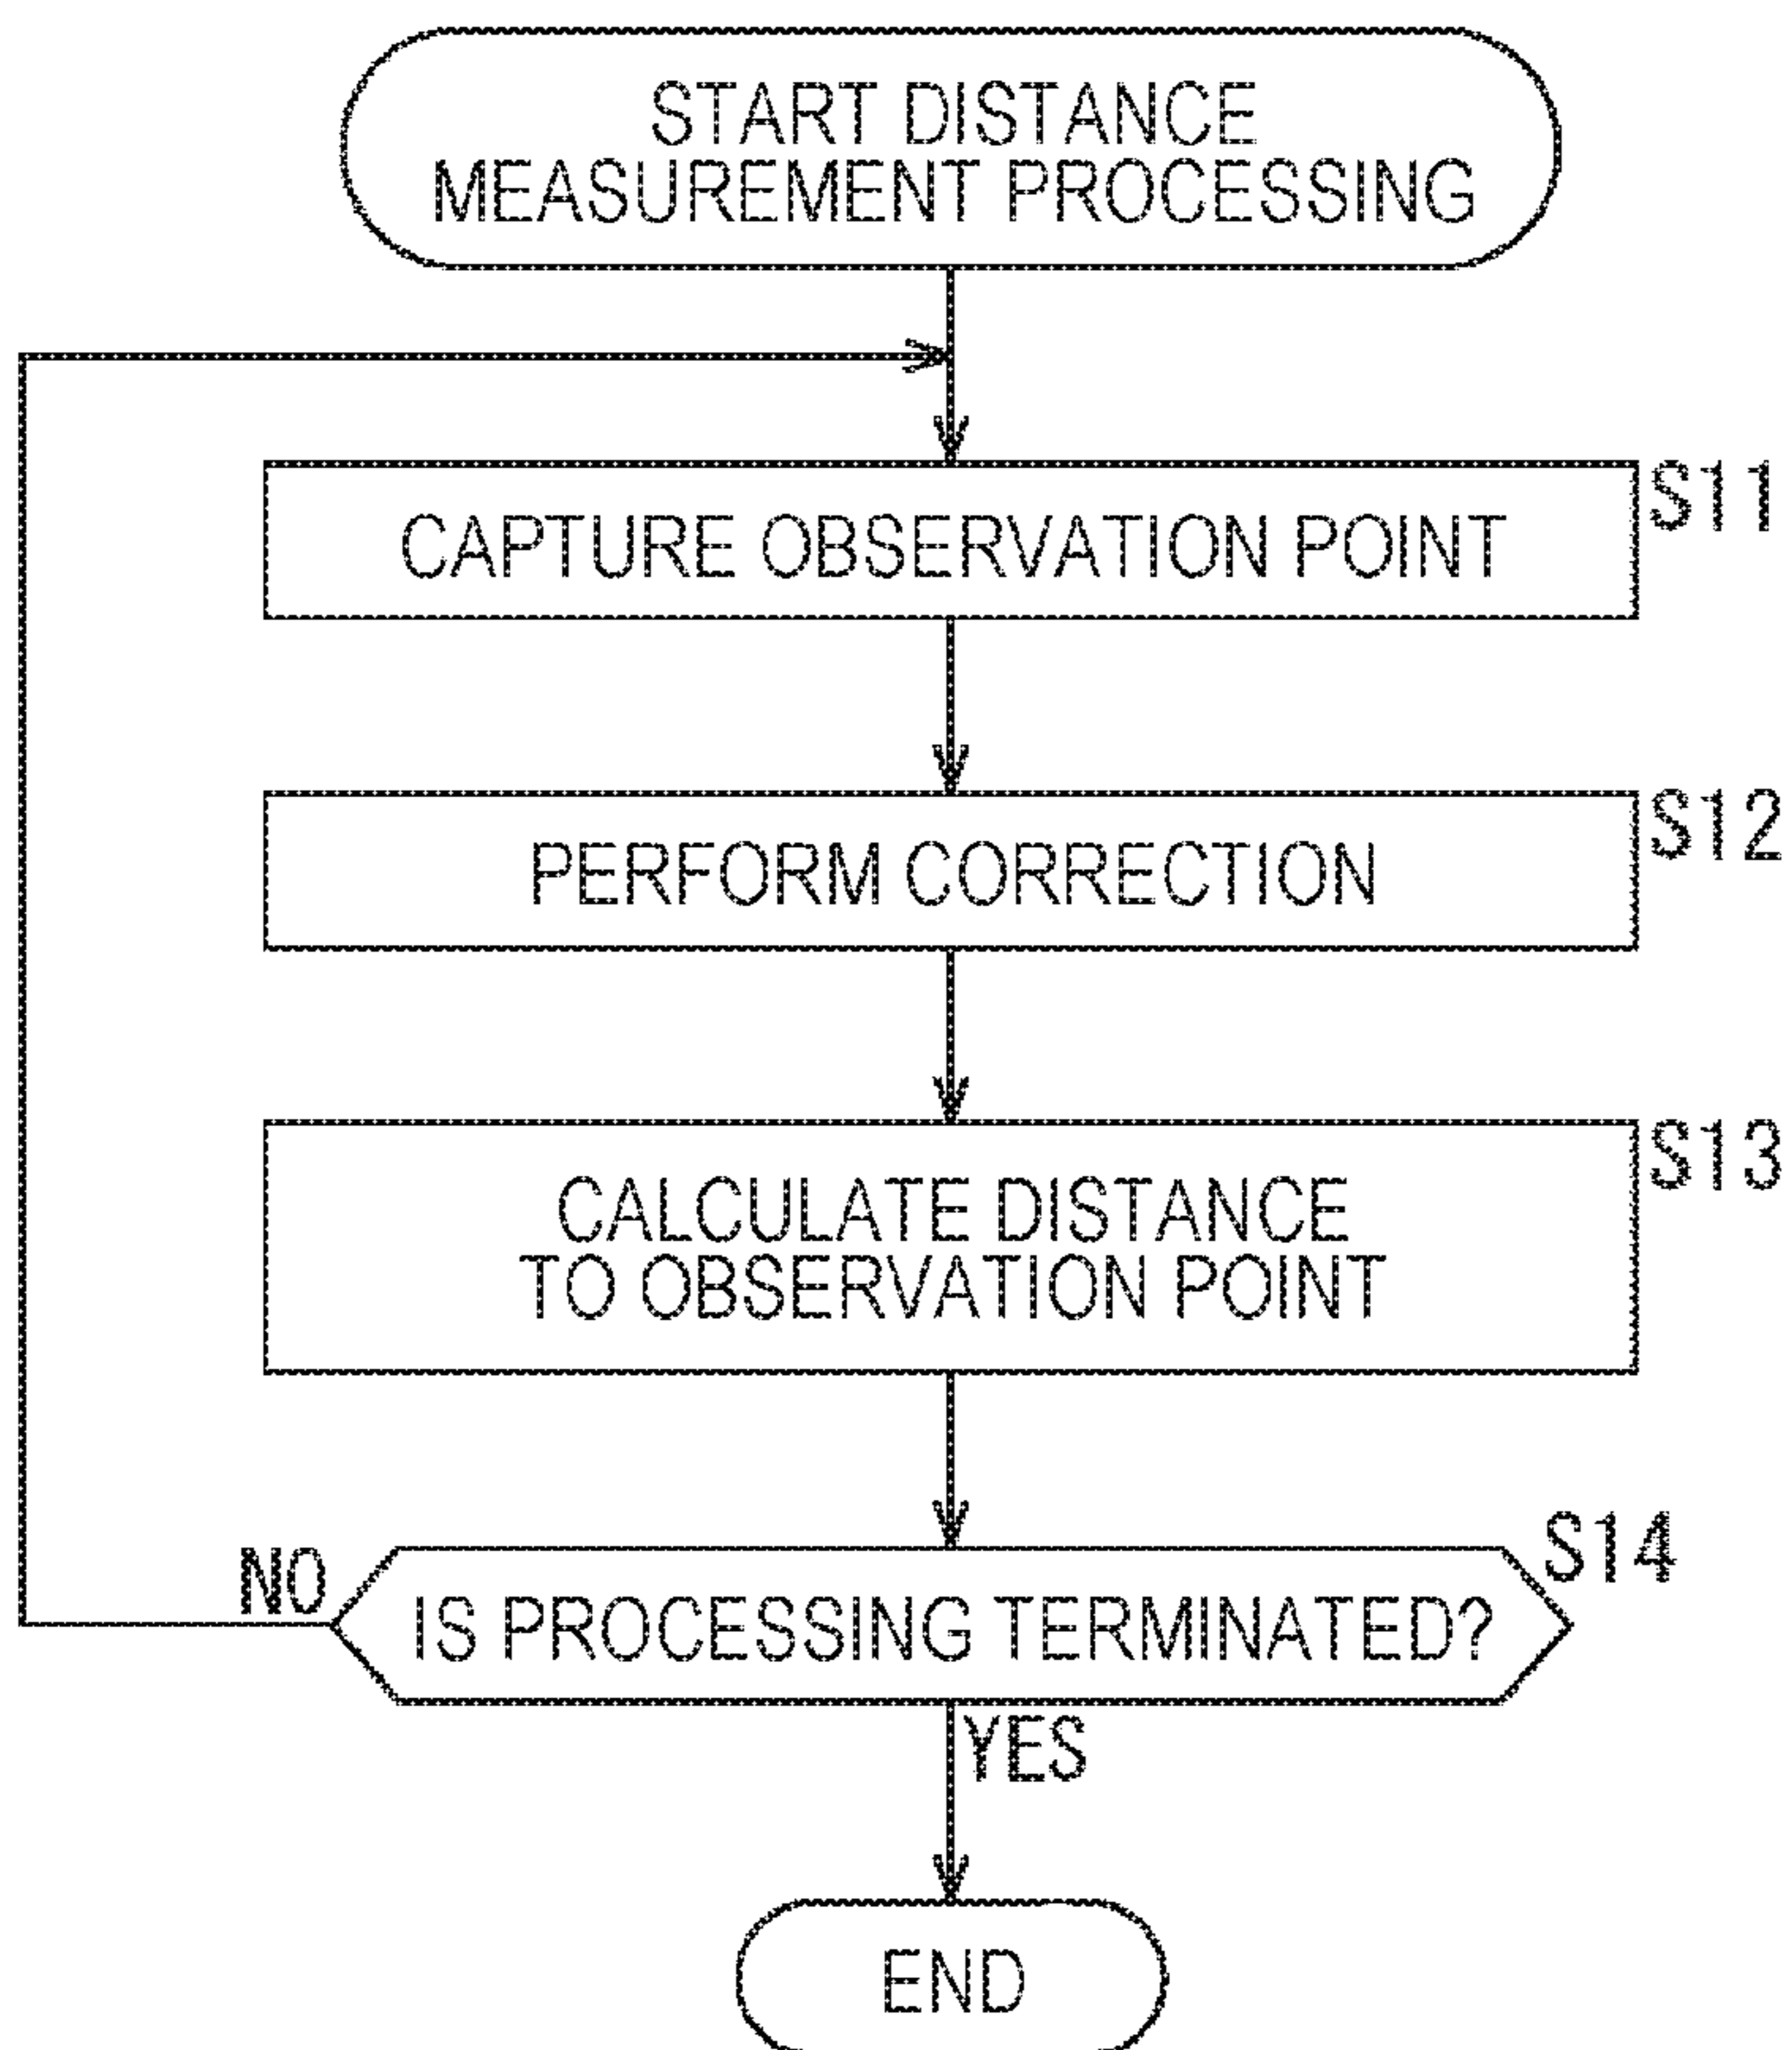 START DISTANCE
MEASUREMENT PROCESSING
S11
CAPTURE OBSERVATION POINT
S12
PERFORM CORRECTION
S13
CALCULATE DISTANCE
TO OBSERVATION POINT
S14
NO
IS PROCESSING TERMINATED?
YES
END